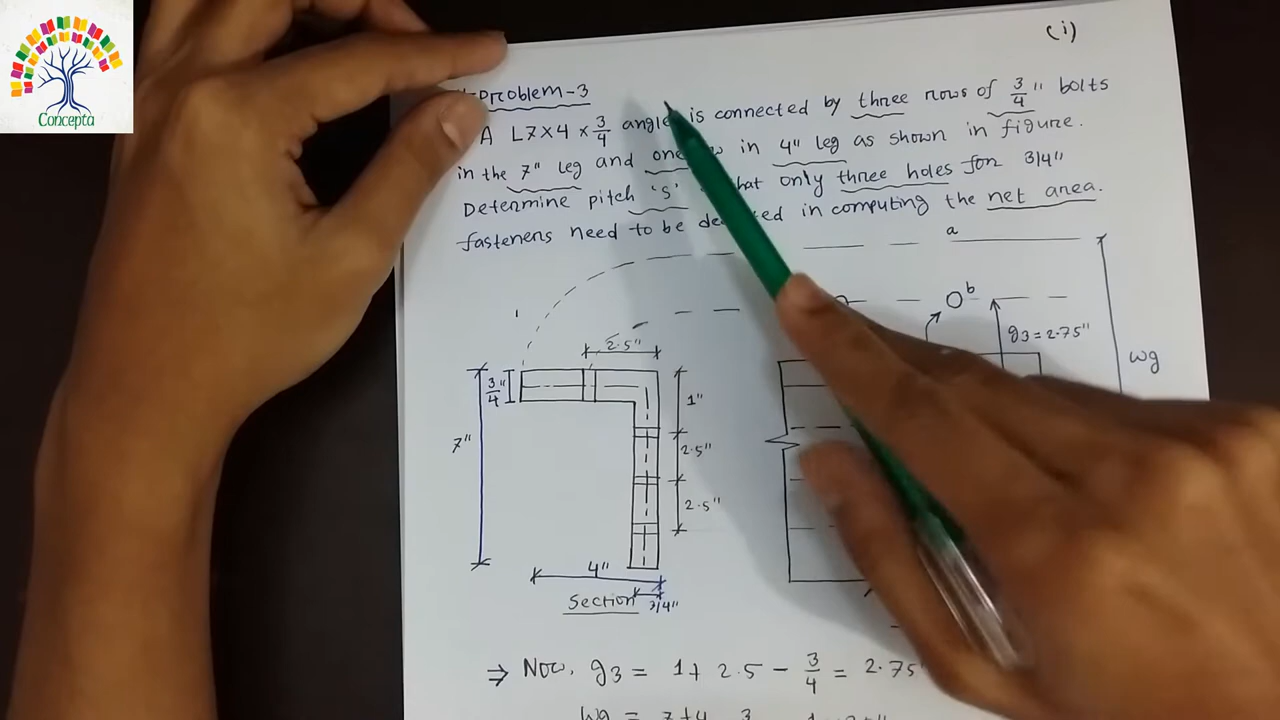 Concepta
(i)
Problem-3
A L7×4×3/4 angle is connected by three rows of 3/4" bolts
in the 7" leg and one in 4" leg as shown in figure.
Determine pitch 's' that only three holes for 3/4"
fasteners need to be in computing the net area.
a
b
g3 = 2.75"
wg
2.5"
3/4"
1"
7"
2.5"
2.5"
4"
Section
3/4"
⇒ Now, g3 = 1 + 2.5 - 3/4 = 2.75"
wg = 7+4